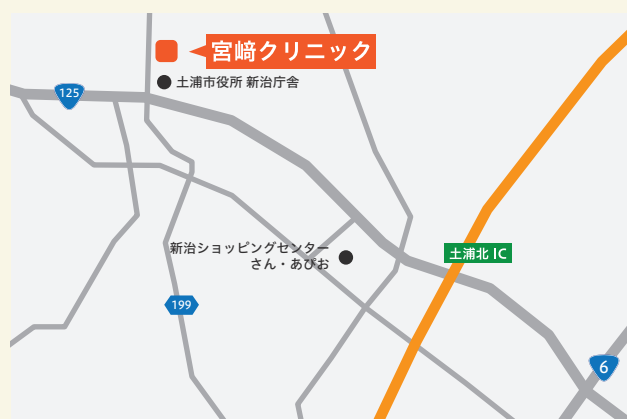 宮﨑クリニック
土浦市役所 新治庁舎
125
新治ショッピングセンター
さん・あぴお
土浦北 IC
199
6